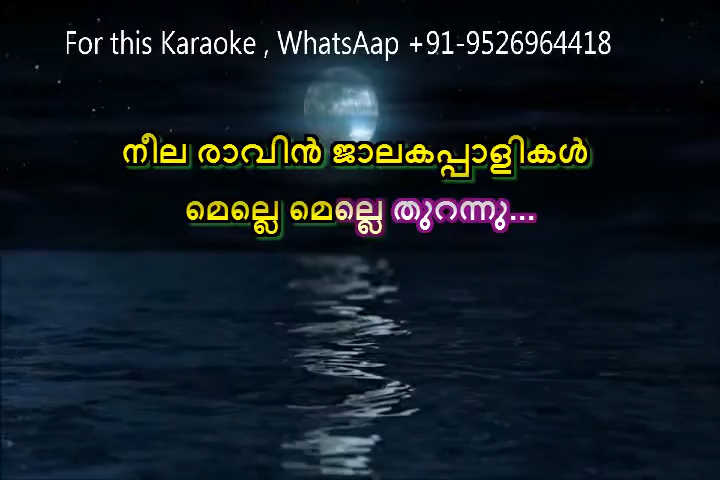 For this Karaoke , WhatsAap +91-9526964418
നീല രാവിൻ ജാലകപ്പാളികൾ
മെല്ലെ മെല്ലെ തുറന്നു...